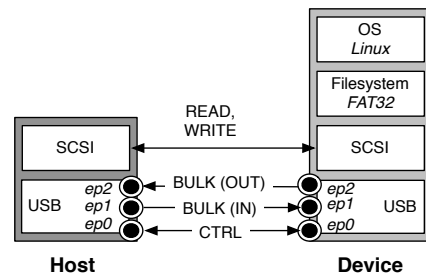 OS
Linux
Filesystem
FAT32
READ,
WRITE
SCSI
SCSI
BULK (OUT)
ep2
ep2
USB
ep1
BULK (IN)
ep1
USB
ep0
CTRL
ep0
Host
Device